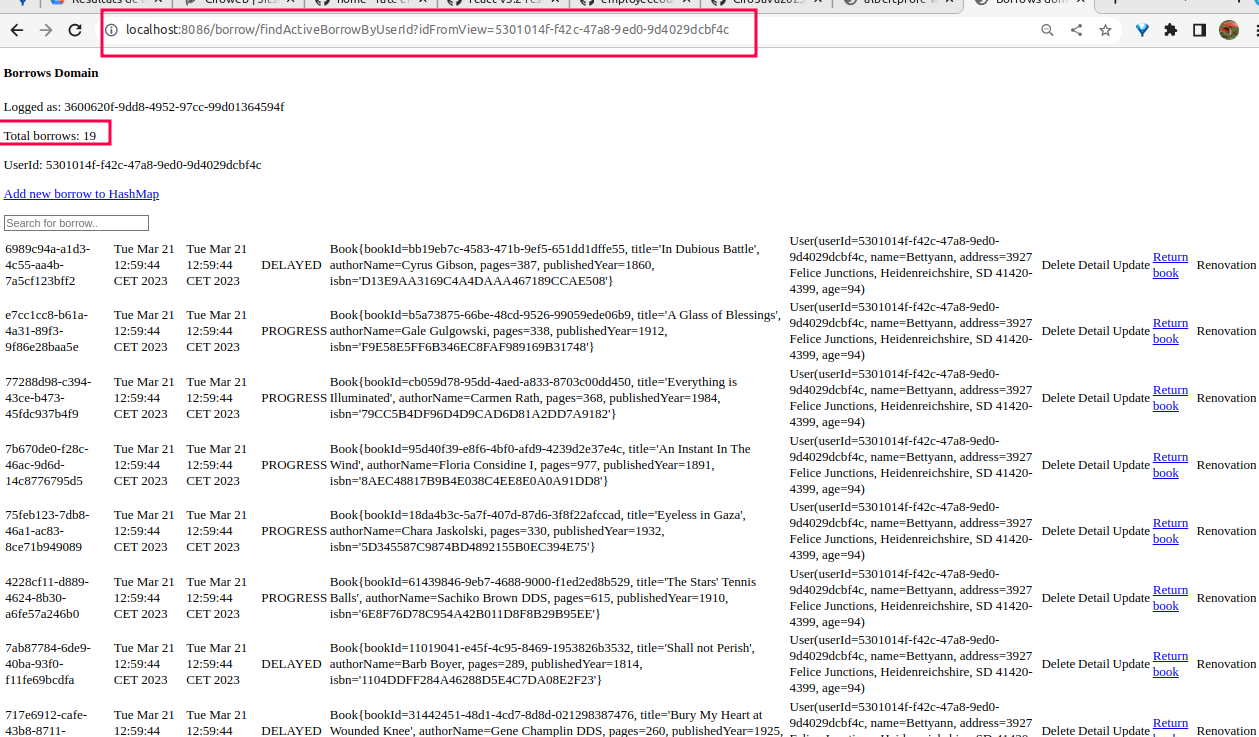 localhost:8086/borrow/findActiveBorrowByUserId?idFromView=5301014f-f42c-47a8-9ed0-9d4029dcbf4c
Borrows Domain
Logged as: 3600620f-9dd8-4952-97cc-99d01364594f
Total borrows: 19
UserId: 5301014f-f42c-47a8-9ed0-9d4029dcbf4c
Add new borrow to HashMap
Search for borrow..
6989c94a-a1d3-4c55-aa4b-7a5cf123bff2 Tue Mar 21 12:59:44 CET 2023 Tue Mar 21 12:59:44 CET 2023 DELAYED Book{bookId=bb19eb7c-4583-471b-9ef5-651dd1dffe55, title='In Dubious Battle', authorName=Cyrus Gibson, pages=387, publishedYear=1860, isbn='D13E9AA3169C4A4DAAA467189CCAE508'} User(userId=5301014f-f42c-47a8-9ed0-9d4029dcbf4c, name=Bettyann, address=3927 Felice Junctions, Heidenreichshire, SD 41420-4399, age=94) Delete Detail Update Return book Renovation
e7cc1cc8-b61a-4a31-89f3-9f86e28baa5e Tue Mar 21 12:59:44 CET 2023 Tue Mar 21 12:59:44 CET 2023 PROGRESS Book{bookId=b5a73875-66be-48cd-9526-99059ede06b9, title='A Glass of Blessings', authorName=Gale Gulgowski, pages=338, publishedYear=1912, isbn='F9E58E5FF6B346EC8FAF989169B31748'} User(userId=5301014f-f42c-47a8-9ed0-9d4029dcbf4c, name=Bettyann, address=3927 Felice Junctions, Heidenreichshire, SD 41420-4399, age=94) Delete Detail Update Return book Renovation
77288d98-c394-43ce-b473-45fdc937b4f9 Tue Mar 21 12:59:44 CET 2023 Tue Mar 21 12:59:44 CET 2023 PROGRESS Book{bookId=cb059d78-95dd-4aed-a833-8703c00dd450, title='Everything is Illuminated', authorName=Carmen Rath, pages=368, publishedYear=1984, isbn='79CC5B4DF96D4D9CAD6D81A2DD7A9182'} User(userId=5301014f-f42c-47a8-9ed0-9d4029dcbf4c, name=Bettyann, address=3927 Felice Junctions, Heidenreichshire, SD 41420-4399, age=94) Delete Detail Update Return book Renovation
7b670de0-f28c-46ac-9d6d-14c8776795d5 Tue Mar 21 12:59:44 CET 2023 Tue Mar 21 12:59:44 CET 2023 PROGRESS Book{bookId=95d40f39-e8f6-4bf0-afd9-4239d2e37e4c, title='An Instant In The Wind', authorName=Floria Considine I, pages=977, publishedYear=1891, isbn='8AEC48817B9B4E038C4EE8E0A0A91DD8'} User(userId=5301014f-f42c-47a8-9ed0-9d4029dcbf4c, name=Bettyann, address=3927 Felice Junctions, Heidenreichshire, SD 41420-4399, age=94) Delete Detail Update Return book Renovation
75feb123-7db8-46a1-ac83-8ce71b949089 Tue Mar 21 12:59:44 CET 2023 Tue Mar 21 12:59:44 CET 2023 PROGRESS Book{bookId=18da4b3c-5a7f-407d-87d6-3f8f22afccad, title='Eyeless in Gaza', authorName=Chara Jaskolski, pages=330, publishedYear=1932, isbn='5D345587C9874BD4892155B0EC394E75'} User(userId=5301014f-f42c-47a8-9ed0-9d4029dcbf4c, name=Bettyann, address=3927 Felice Junctions, Heidenreichshire, SD 41420-4399, age=94) Delete Detail Update Return book Renovation
4228cf11-d889-4624-8b30-a6fe57a246b0 Tue Mar 21 12:59:44 CET 2023 Tue Mar 21 12:59:44 CET 2023 PROGRESS Book{bookId=61439846-9eb7-4688-9000-f1ed2ed8b529, title='The Stars' Tennis Balls', authorName=Sachiko Brown DDS, pages=615, publishedYear=1910, isbn='6E8F76D78C954A42B011D8F8B29B95EE'} User(userId=5301014f-f42c-47a8-9ed0-9d4029dcbf4c, name=Bettyann, address=3927 Felice Junctions, Heidenreichshire, SD 41420-4399, age=94) Delete Detail Update Return book Renovation
7ab87784-6de9-40ba-93f0-f11fe69bcdfa Tue Mar 21 12:59:44 CET 2023 Tue Mar 21 12:59:44 CET 2023 DELAYED Book{bookId=11019041-e45f-4c95-8469-1953826b3532, title='Shall not Perish', authorName=Barb Boyer, pages=289, publishedYear=1814, isbn='1104DDFF284A46288D5E4C7DA08E2F23'} User(userId=5301014f-f42c-47a8-9ed0-9d4029dcbf4c, name=Bettyann, address=3927 Felice Junctions, Heidenreichshire, SD 41420-4399, age=94) Delete Detail Update Return book Renovation
717e6912-cafe-43b8-8711- Tue Mar 21 12:59:44 Tue Mar 21 12:59:44 DELAYED Book{bookId=31442451-48d1-4cd7-8d8d-021298387476, title='Bury My Heart at Wounded Knee', authorName=Gene Champlin DDS, pages=260, publishedYear=1925, User(userId=5301014f-f42c-47a8-9ed0-9d4029dcbf4c, name=Bettyann, address=3927 Delete Detail Update Return book Renovation